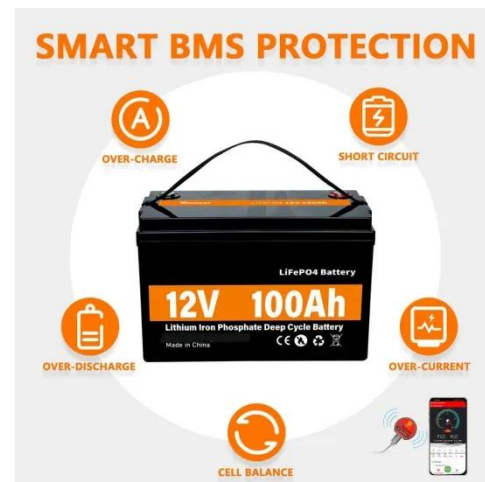 SMART BMS PROTECTION
OVER-CHARGE
SHORT CIRCUIT
LiFePO4 Battery
12V 100Ah
Lithium Iron Phosphate Deep Cycle Battery
Made in China
CE
OVER-DISCHARGE
OVER-CURRENT
CELL BALANCE